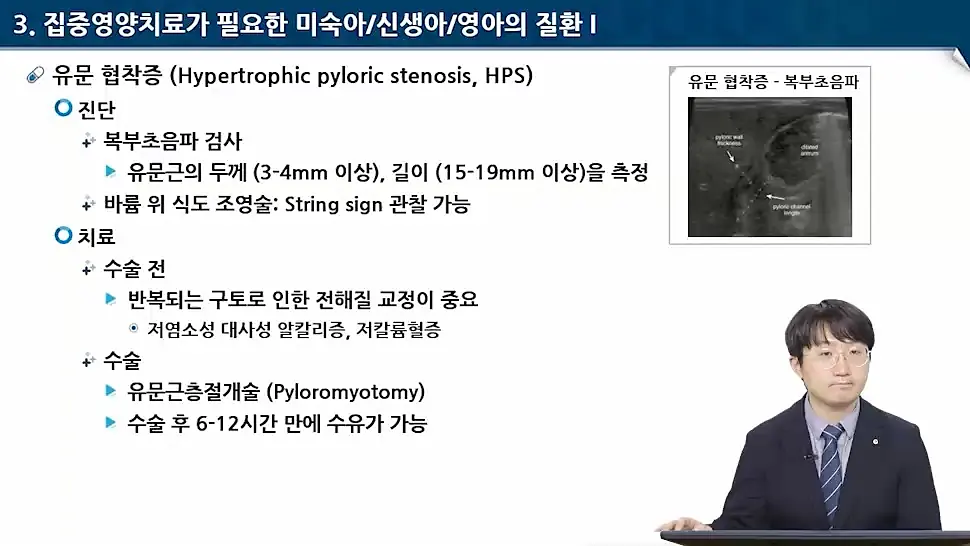 3. 집중영양치료가 필요한 미숙아/신생아/영아의 질환 I
유문 협착증 (Hypertrophic pyloric stenosis, HPS)
진단
복부초음파 검사
유문근의 두께 (3-4mm 이상), 길이 (15-19mm 이상)을 측정
바륨 위 식도 조영술: String sign 관찰 가능
치료
수술 전
반복되는 구토로 인한 전해질 교정이 중요
저염소성 대사성 알칼리증, 저칼륨혈증
수술
유문근층절개술 (Pyloromyotomy)
수술 후 6-12시간 만에 수유가 가능
유문 협착증 - 복부초음파
pyloric wall
thickness
dilated
antrum
pyloric channel
length